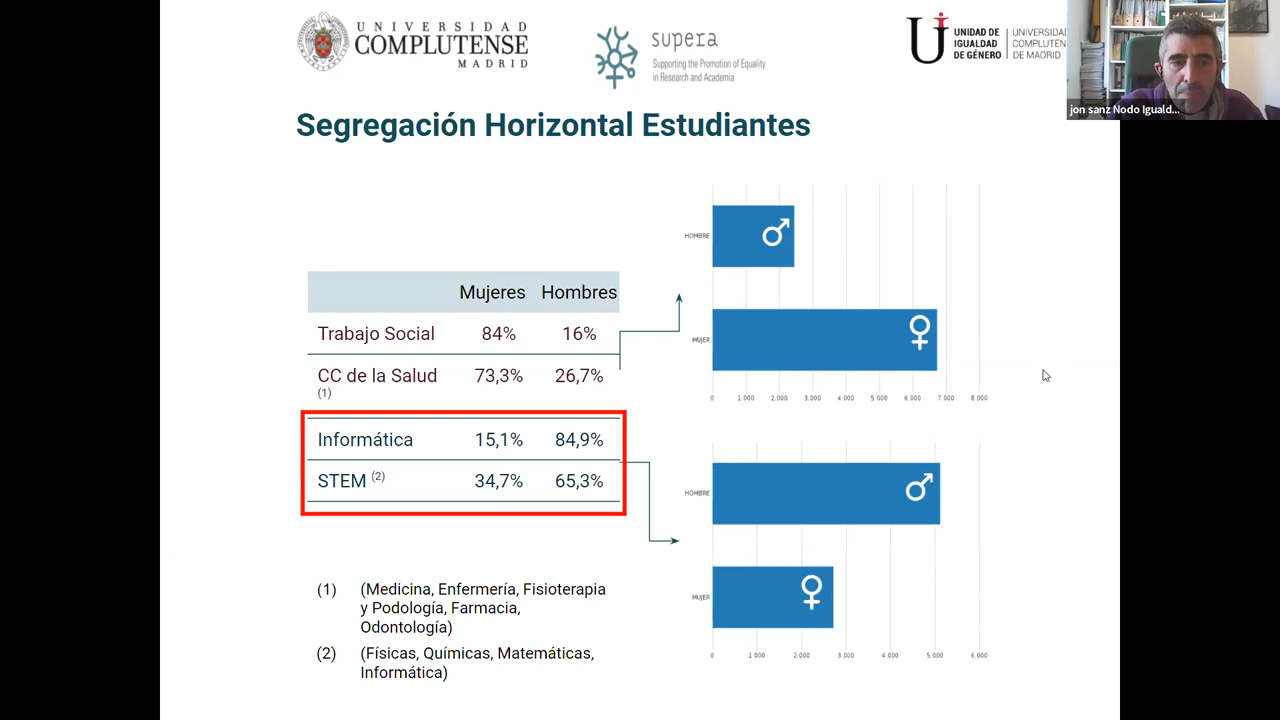 UNIVERSIDAD
COMPLUTENSE
MADRID
supera
Supporting the Promotion of Equality
in Research and Academia
UNIDAD DE
IGUALDAD
DE GÉNERO
UNIVERSIDAD
COMPLUTEN
DE MADRID
jon sanz Nodo Iguald...
Segregación Horizontal Estudiantes
Mujeres Hombres
Trabajo Social 84% 16%
CC de la Salud 73,3% 26,7%
(1)
Informática 15,1% 84,9%
STEM (2) 34,7% 65,3%
(1) (Medicina, Enfermería, Fisioterapia
y Podología, Farmacia,
Odontología)
(2) (Físicas, Químicas, Matemáticas,
Informática)
HOMBRE
MUJER
0 1.000 2.000 3.000 4.000 5.000 6.000 7.000 8.000
HOMBRE
MUJER
0 1.000 2.000 3.000 4.000 5.000 6.000